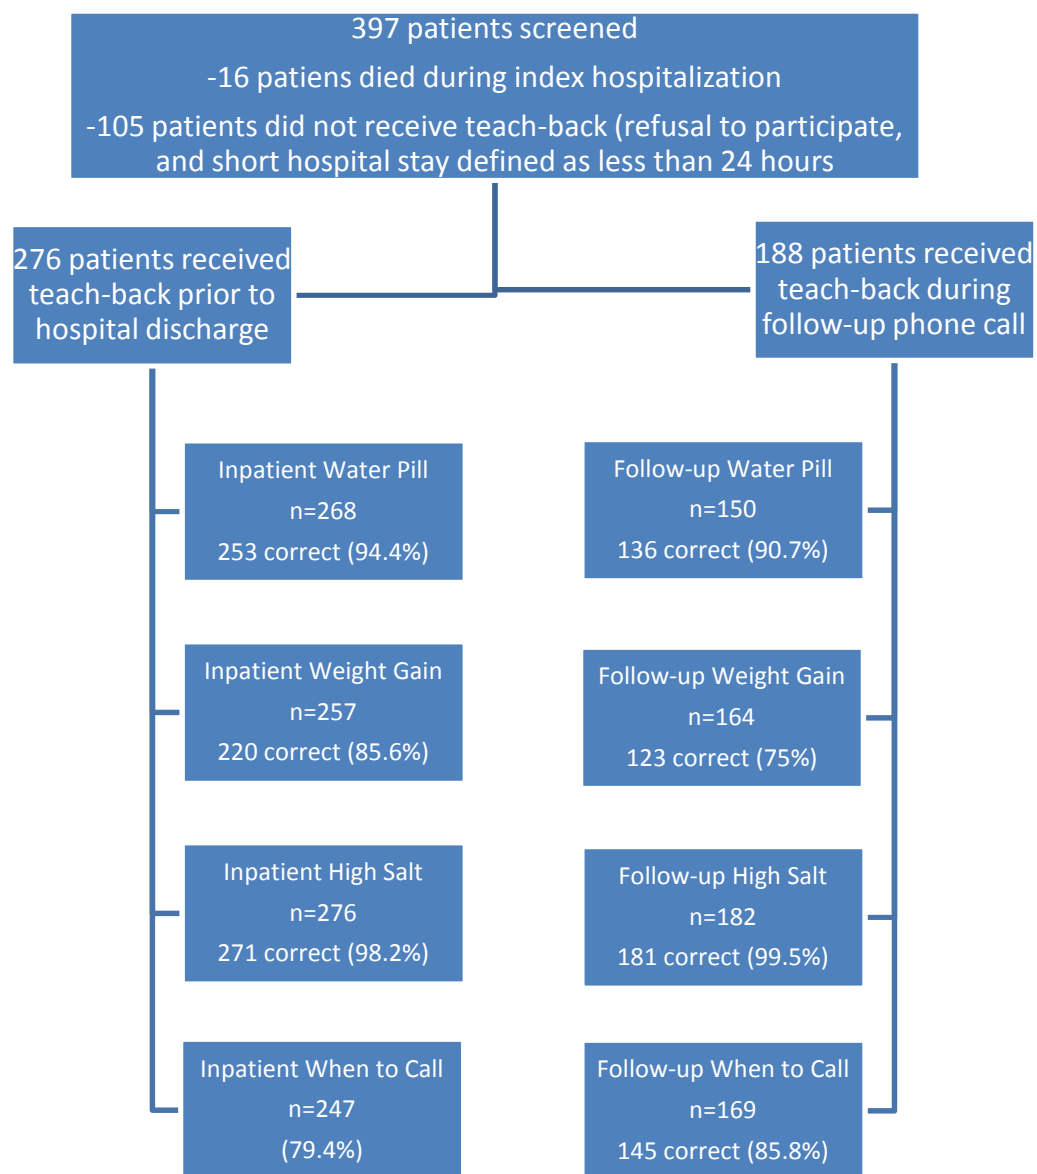 397 patients screened
-16 patiens died during index hospitalization
-105 patients did not receive teach-back (refusal to participate,
and short hospital stay defined as less than 24 hours
276 patients received
teach-back prior to
hospital discharge
188 patients received
teach-back during
follow-up phone call
Inpatient Water Pill
n=268
253 correct (94.4%)
Follow-up Water Pill
n=150
136 correct (90.7%)
Inpatient Weight Gain
n=257
220 correct (85.6%)
Follow-up Weight Gain
n=164
123 correct (75%)
Inpatient High Salt
n=276
271 correct (98.2%)
Follow-up High Salt
n=182
181 correct (99.5%)
Inpatient When to Call
n=247
(79.4%)
Follow-up When to Call
n=169
145 correct (85.8%)